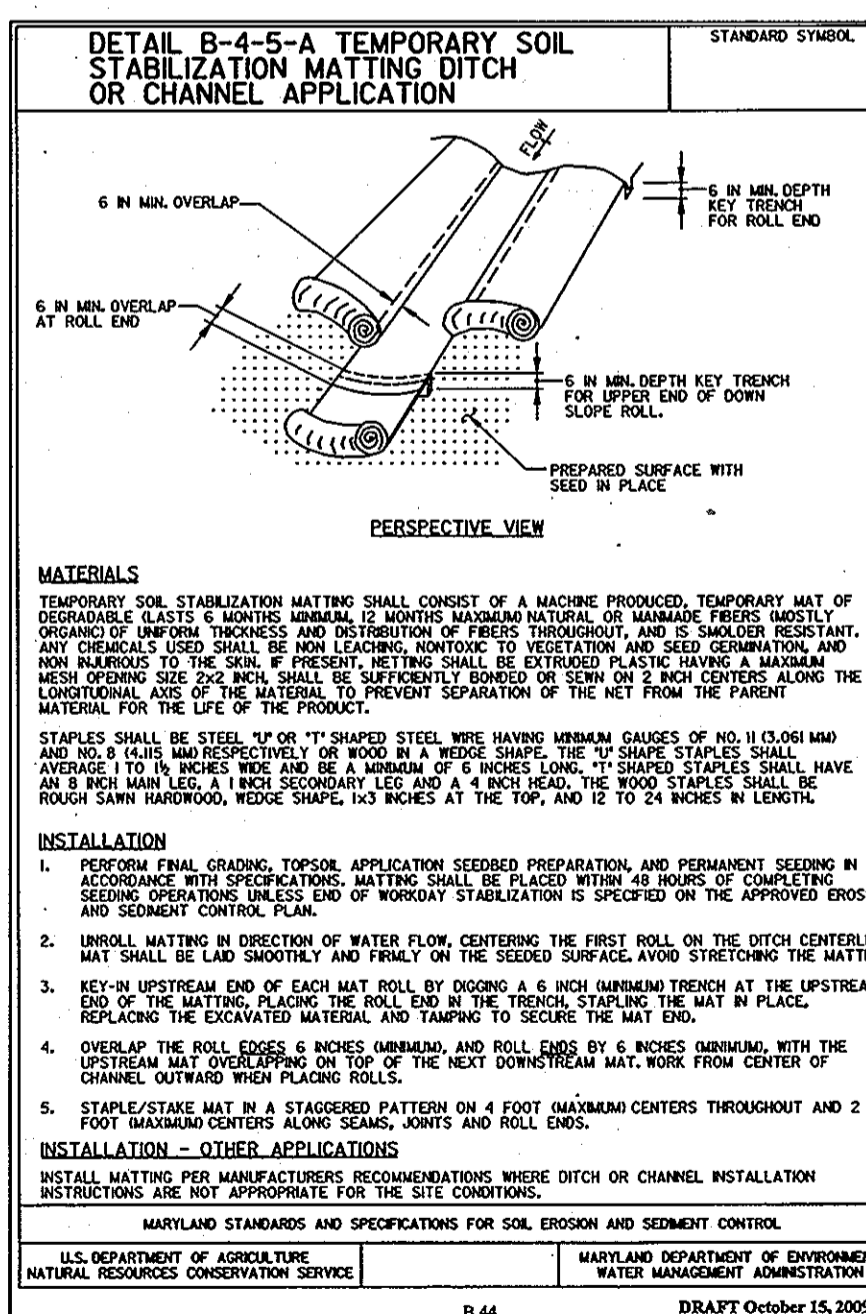 DETAIL B-4-5-A TEMPORARY SOIL
STABILIZATION MATTING DITCH
OR CHANNEL APPLICATION
STANDARD SYMBOL
FLOW
6 IN MIN. OVERLAP
6 IN MIN. DEPTH
KEY TRENCH
FOR ROLL END
6 IN MIN. OVERLAP
AT ROLL END
6 IN MIN. DEPTH KEY TRENCH
FOR UPPER END OF DOWN
SLOPE ROLL.
PREPARED SURFACE WITH
SEED IN PLACE
PERSPECTIVE VIEW
MATERIALS
TEMPORARY SOIL STABILIZATION MATTING SHALL CONSIST OF A MACHINE PRODUCED, TEMPORARY MAT OF
DEGRADABLE (LASTS 6 MONTHS MINIMUM, 12 MONTHS MAXIMUM) NATURAL OR MANMADE FIBERS (MOSTLY
ORGANIC) OF UNIFORM THICKNESS AND DISTRIBUTION OF FIBERS THROUGHOUT, AND IS SMOLDER RESISTANT.
ANY CHEMICALS USED SHALL BE NON LEACHING, NONTOXIC TO VEGETATION AND SEED GERMINATION, AND
NON INJURIOUS TO THE SKIN. IF PRESENT, NETTING SHALL BE EXTRUDED PLASTIC HAVING A MAXIMUM
MESH OPENING SIZE 2x2 INCH, SHALL BE SUFFICIENTLY BONDED OR SEWN ON 2 INCH CENTERS ALONG THE
LONGITUDINAL AXIS OF THE MATERIAL TO PREVENT SEPARATION OF THE NET FROM THE PARENT
MATERIAL FOR THE LIFE OF THE PRODUCT.
STAPLES SHALL BE STEEL "U" OR "T" SHAPED STEEL WIRE HAVING MINIMUM GAUGES OF NO. 11 (3.061 MM)
AND NO. 8 (4.115 MM) RESPECTIVELY OR WOOD IN A WEDGE SHAPE. THE "U" SHAPE STAPLES SHALL
AVERAGE 1 TO 1½ INCHES WIDE AND BE A MINIMUM OF 6 INCHES LONG. "T" SHAPED STAPLES SHALL HAVE
AN 8 INCH MAIN LEG, A 1 INCH SECONDARY LEG AND A 4 INCH HEAD. THE WOOD STAPLES SHALL BE
ROUGH SAWN HARDWOOD, WEDGE SHAPE, 1x3 INCHES AT THE TOP, AND 12 TO 24 INCHES IN LENGTH.
INSTALLATION
1. PERFORM FINAL GRADING, TOPSOIL APPLICATION SEEDBED PREPARATION, AND PERMANENT SEEDING IN
ACCORDANCE WITH SPECIFICATIONS. MATTING SHALL BE PLACED WITHIN 48 HOURS OF COMPLETING
SEEDING OPERATIONS UNLESS END OF WORKDAY STABILIZATION IS SPECIFIED ON THE APPROVED EROS
AND SEDIMENT CONTROL PLAN.
2. UNROLL MATTING IN DIRECTION OF WATER FLOW, CENTERING THE FIRST ROLL ON THE DITCH CENTERL
MAT SHALL BE LAID SMOOTHLY AND FIRMLY ON THE SEEDED SURFACE. AVOID STRETCHING THE MATT
3. KEY-IN UPSTREAM END OF EACH MAT ROLL BY DIGGING A 6 INCH (MINIMUM) TRENCH AT THE UPSTREA
END OF THE MATTING, PLACING THE ROLL END IN THE TRENCH, STAPLING THE MAT IN PLACE,
REPLACING THE EXCAVATED MATERIAL AND TAMPING TO SECURE THE MAT END.
4. OVERLAP THE ROLL EDGES 6 INCHES (MINIMUM), AND ROLL ENDS BY 6 INCHES (MINIMUM), WITH THE
UPSTREAM MAT OVERLAPPING ON TOP OF THE NEXT DOWNSTREAM MAT. WORK FROM CENTER OF
CHANNEL OUTWARD WHEN PLACING ROLLS.
5. STAPLE/STAKE MAT IN A STAGGERED PATTERN ON 4 FOOT (MAXIMUM) CENTERS THROUGHOUT AND 2
FOOT (MAXIMUM) CENTERS ALONG SEAMS, JOINTS AND ROLL ENDS.
INSTALLATION - OTHER APPLICATIONS
INSTALL MATTING PER MANUFACTURERS RECOMMENDATIONS WHERE DITCH OR CHANNEL INSTALLATION
INSTRUCTIONS ARE NOT APPROPRIATE FOR THE SITE CONDITIONS.
MARYLAND STANDARDS AND SPECIFICATIONS FOR SOIL EROSION AND SEDIMENT CONTROL
U.S. DEPARTMENT OF AGRICULTURE
NATURAL RESOURCES CONSERVATION SERVICE
MARYLAND DEPARTMENT OF ENVIRONME
WATER MANAGEMENT ADMINISTRATION
B.44
DRAFT October 15, 2009